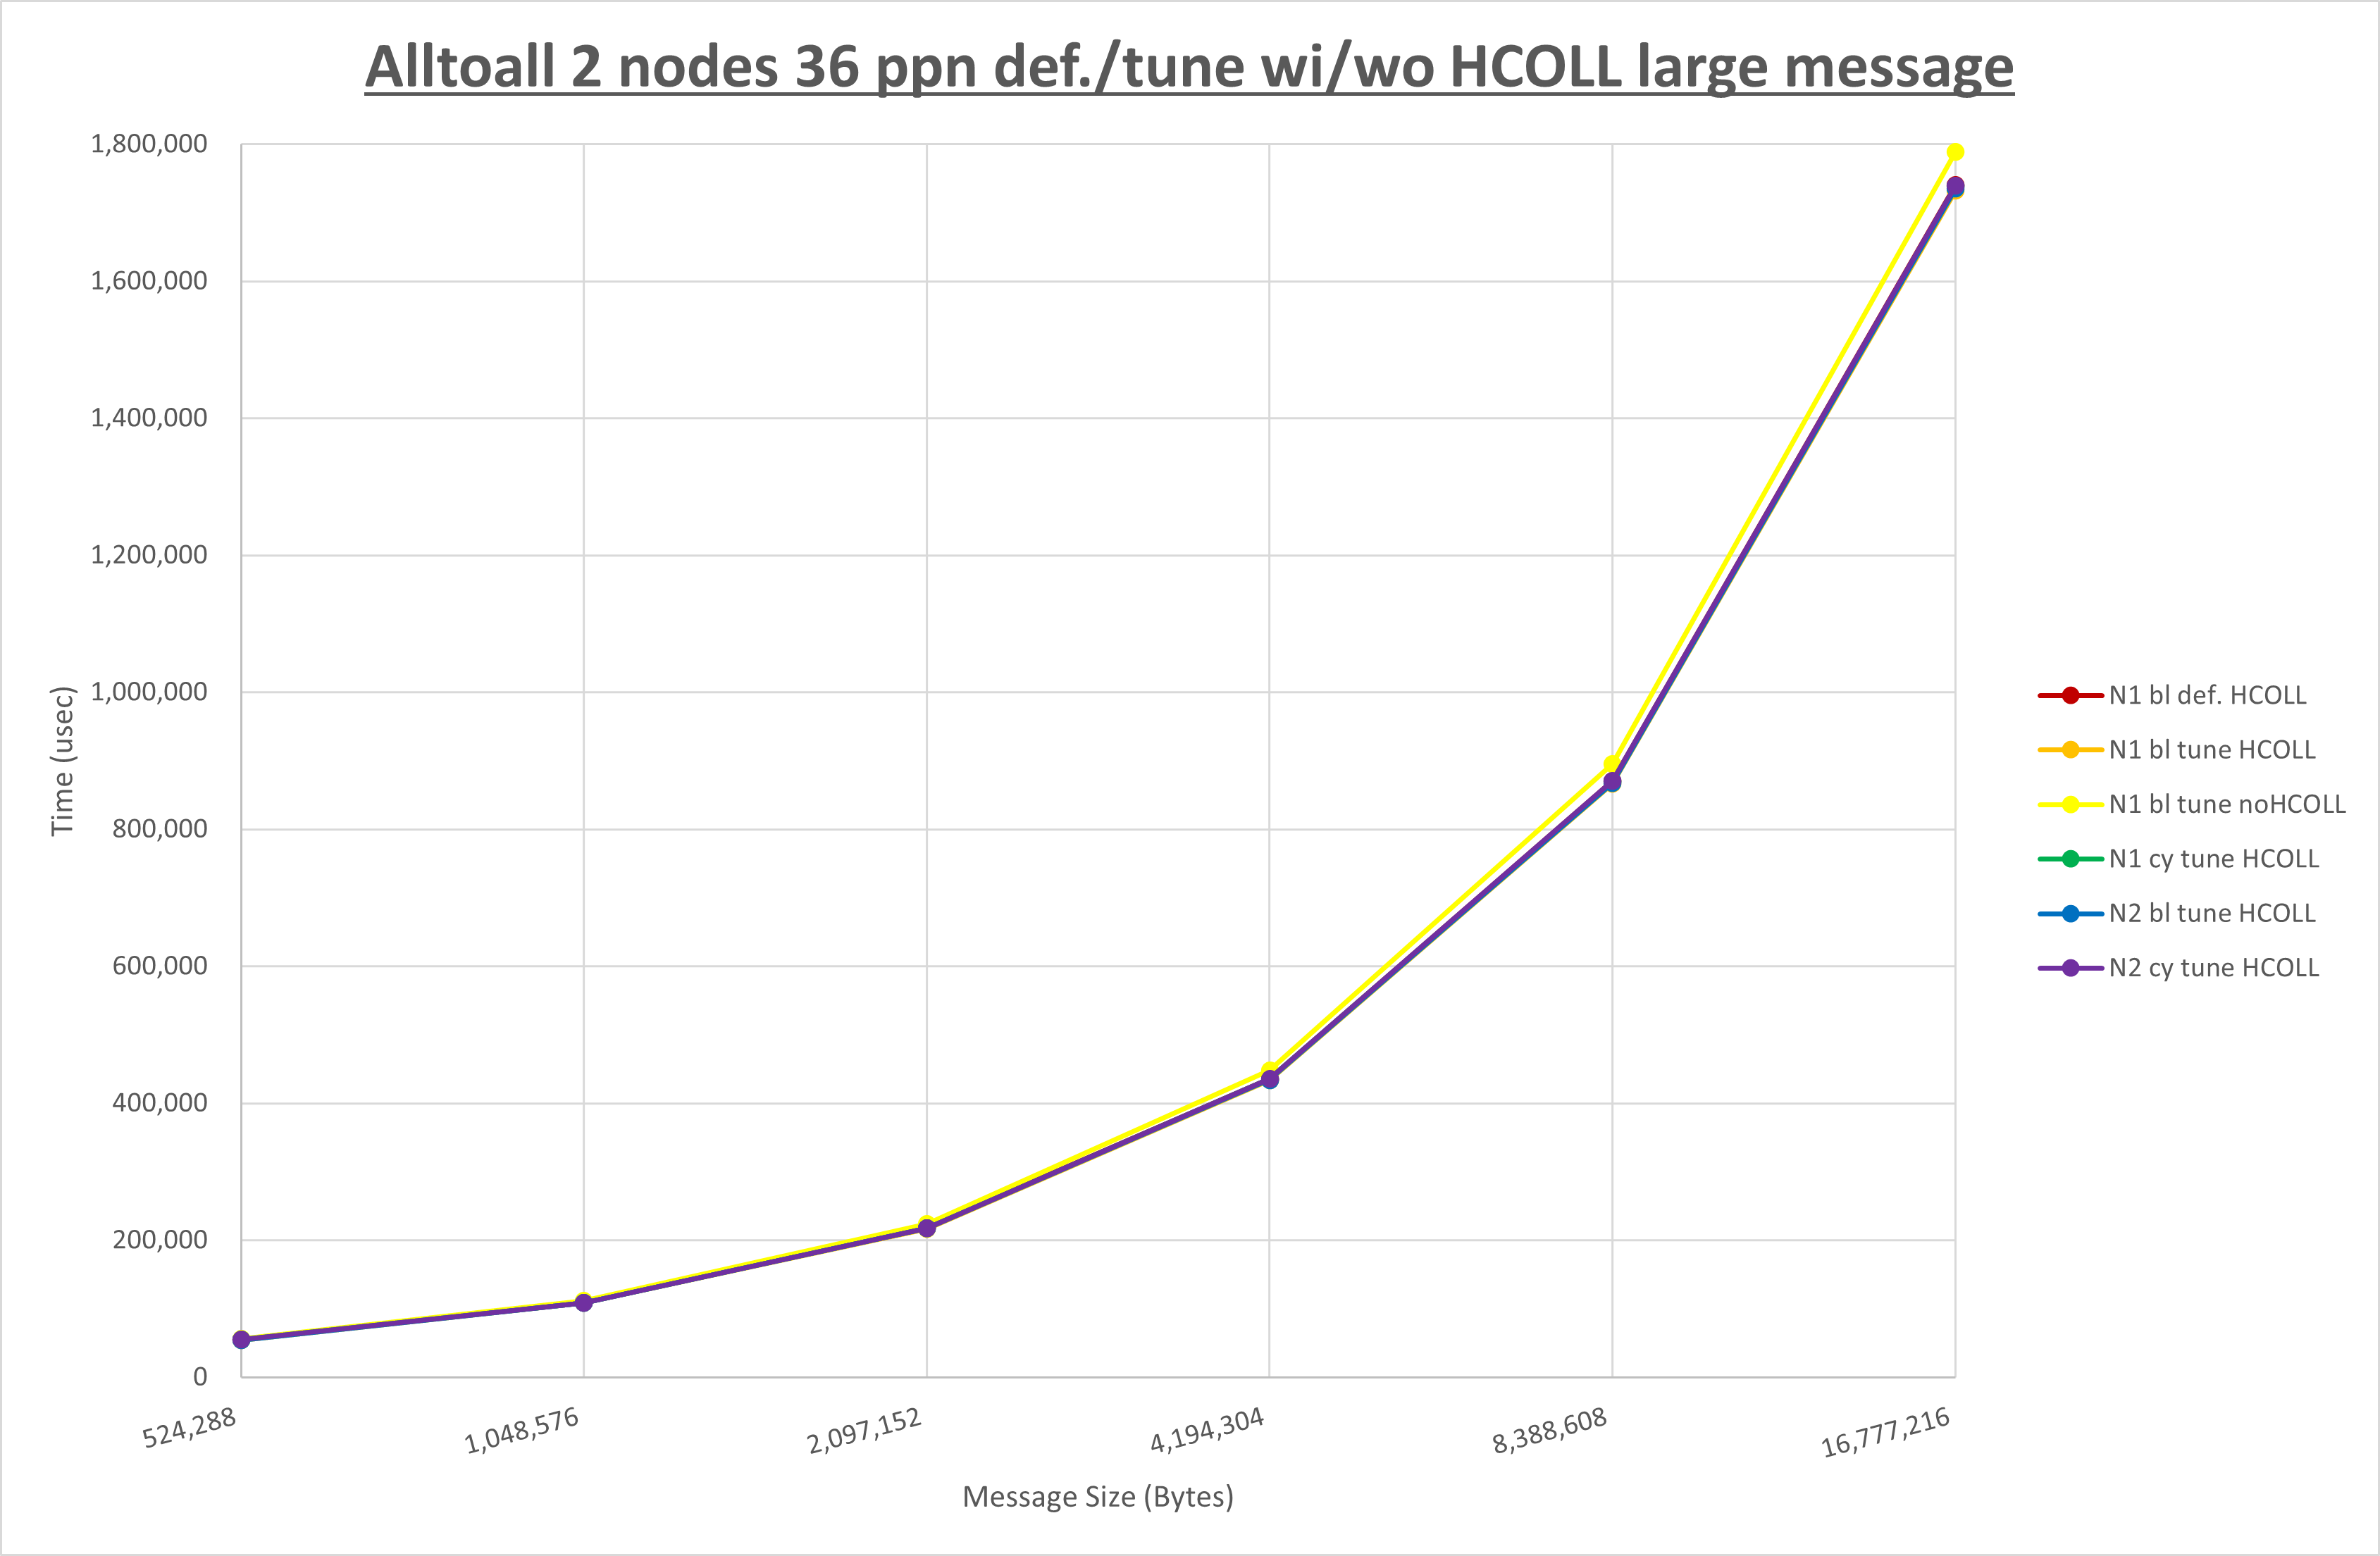 Alltoall 2 nodes 36 ppn def./tune wi/wo HCOLL large message
1,800,000
1,600,000
1,400,000
1,200,000
1,000,000
800,000
600,000
400,000
200,000
0
Time (usec)
524,288
1,048,576
2,097,152
4,194,304
8,388,608
16,777,216
Message Size (Bytes)
N1 bl def. HCOLL
N1 bl tune HCOLL
N1 bl tune noHCOLL
N1 cy tune HCOLL
N2 bl tune HCOLL
N2 cy tune HCOLL